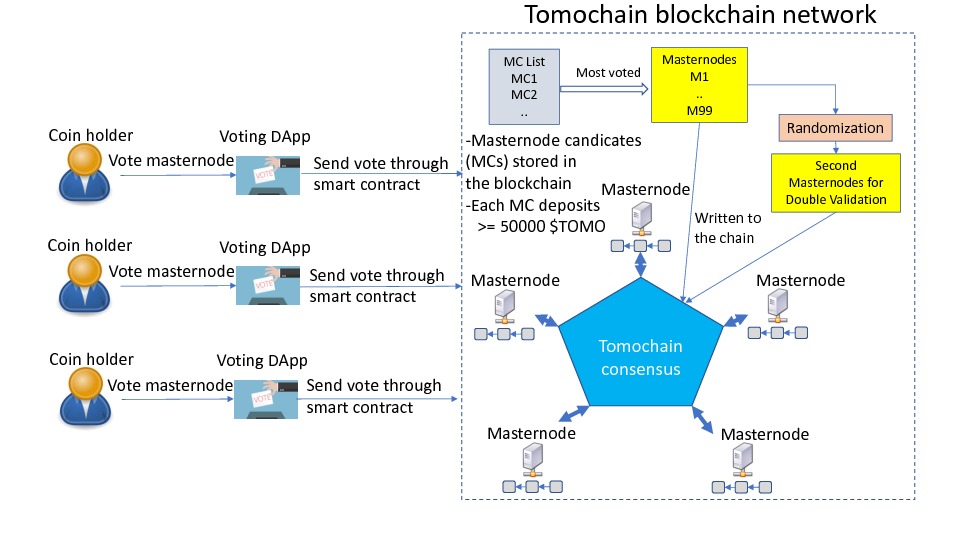 Tomochain blockchain network
MC List
MC1
MC2
..
Most voted
Masternodes
M1
..
M99
Randomization
Second
Masternodes for
Double Validation
-Masternode candicates
(MCs) stored in
the blockchain
-Each MC deposits
>= 50000 $TOMO
Written to
the chain
Coin holder
Vote masternode
Voting DApp
VOTE
Send vote through
smart contract
Coin holder
Vote masternode
Voting DApp
VOTE
Send vote through
smart contract
Coin holder
Vote masternode
Voting DApp
VOTE
Send vote through
smart contract
Masternode
Masternode
Masternode
Tomochain
consensus
Masternode
Masternode